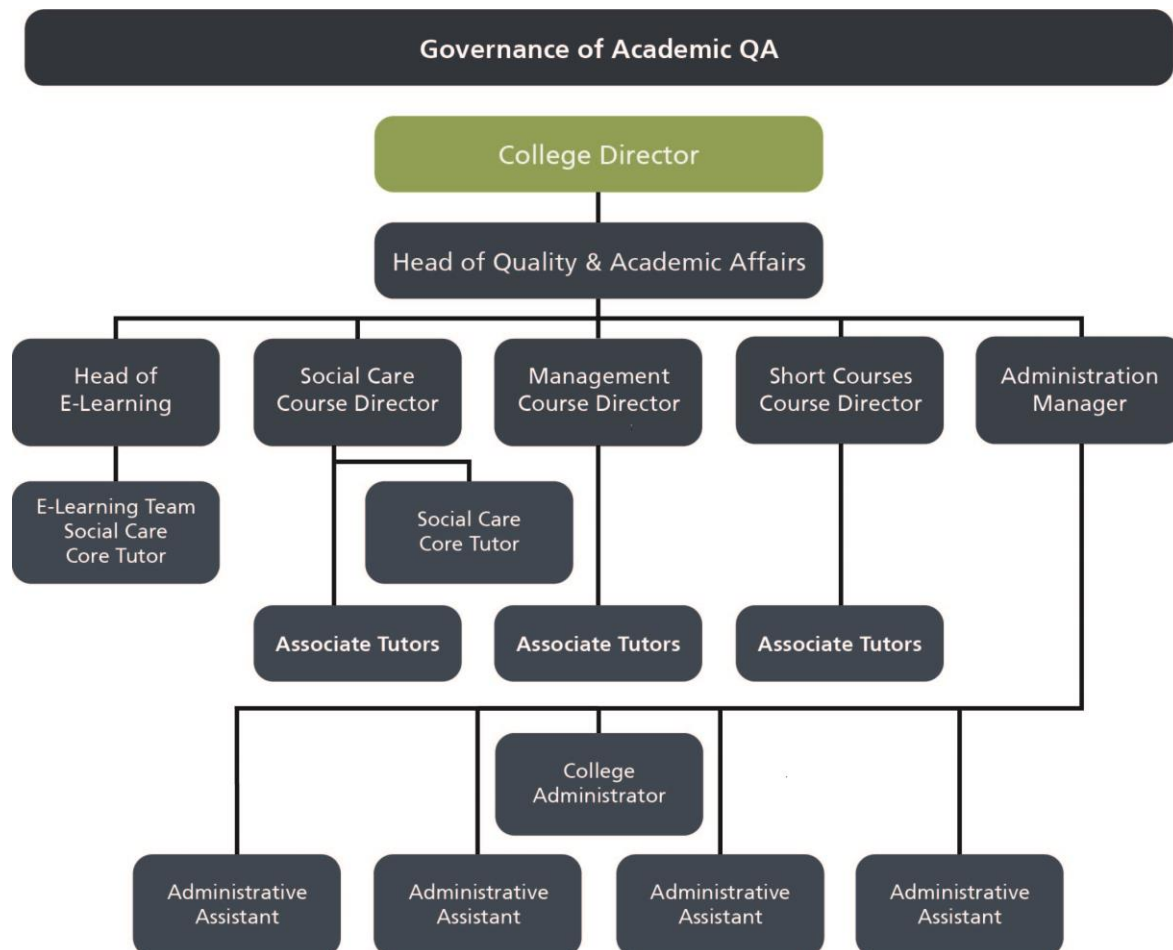 Governance of Academic QA
College Director
Head of Quality & Academic Affairs
Head of
E-Learning
Social Care
Course Director
Management
Course Director
Short Courses
Course Director
Administration
Manager
E-Learning Team
Social Care
Core Tutor
Social Care
Core Tutor
Associate Tutors
Associate Tutors
Associate Tutors
College
Administrator
Administrative
Assistant
Administrative
Assistant
Administrative
Assistant
Administrative
Assistant